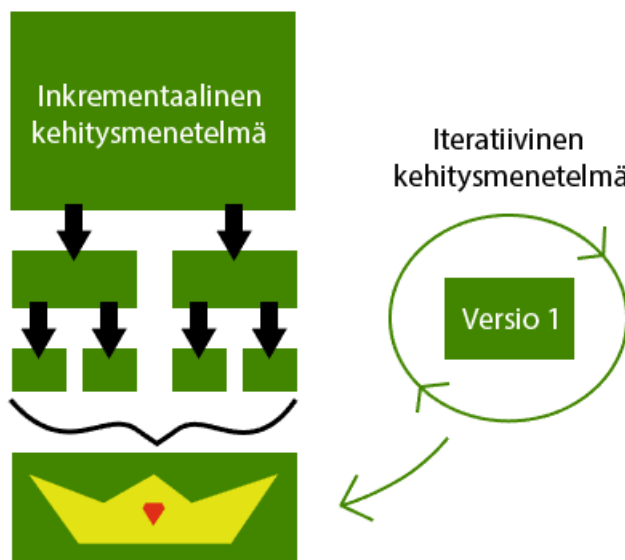 Inkrementaalinen
kehitysmenetelmä
Iteratiivinen
kehitysmenetelmä
Versio 1